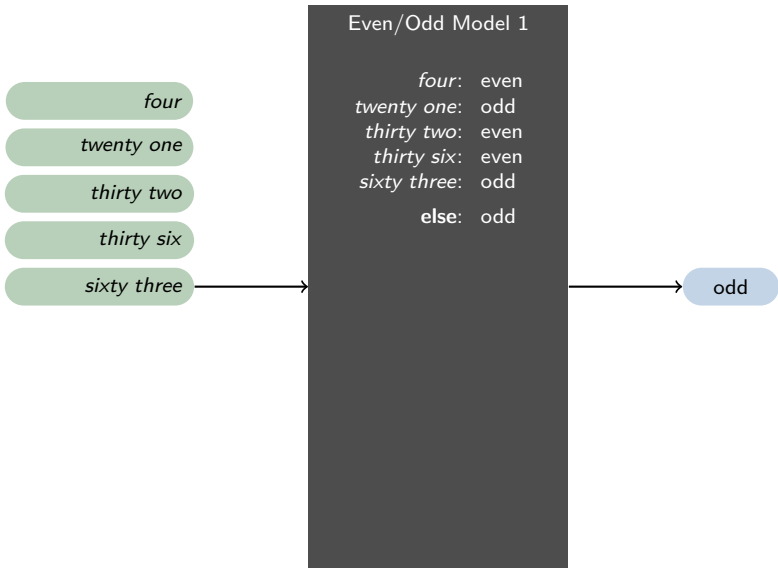 Even/Odd Model 1
four
twenty one
thirty two
thirty six
sixty three
four: even
twenty one: odd
thirty two: even
thirty six: even
sixty three: odd
else: odd
odd